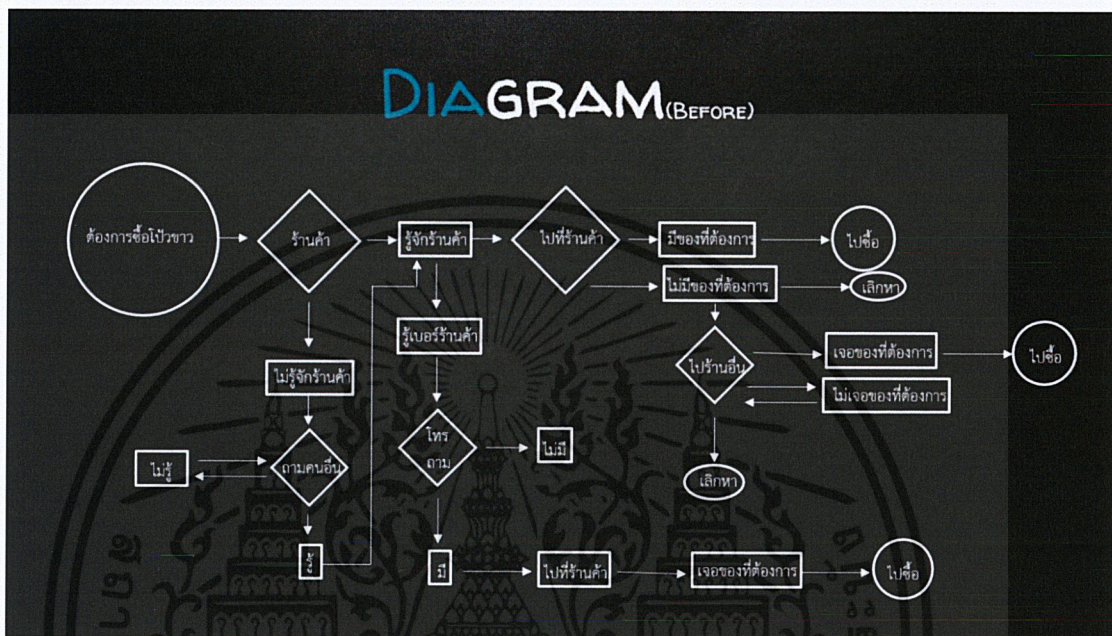 DIAGRAM(BEFORE)
ต้องการซื้อโป้วขาว
ร้านค้า
รู้จักร้านค้า
ไปที่ร้านค้า
มีของที่ต้องการ
ไปซื้อ
ไม่มีของที่ต้องการ
เลิกหา
รู้เบอร์ร้านค้า
ไปร้านอื่น
เจอของที่ต้องการ
ไปซื้อ
ไม่รู้จักร้านค้า
ไม่เจอของที่ต้องการ
โทร
ถาม
ไม่มี
ไม่รู้
ถามคนอื่น
เลิกหา
รู้
มี
ไปที่ร้านค้า
เจอของที่ต้องการ
ไปซื้อ